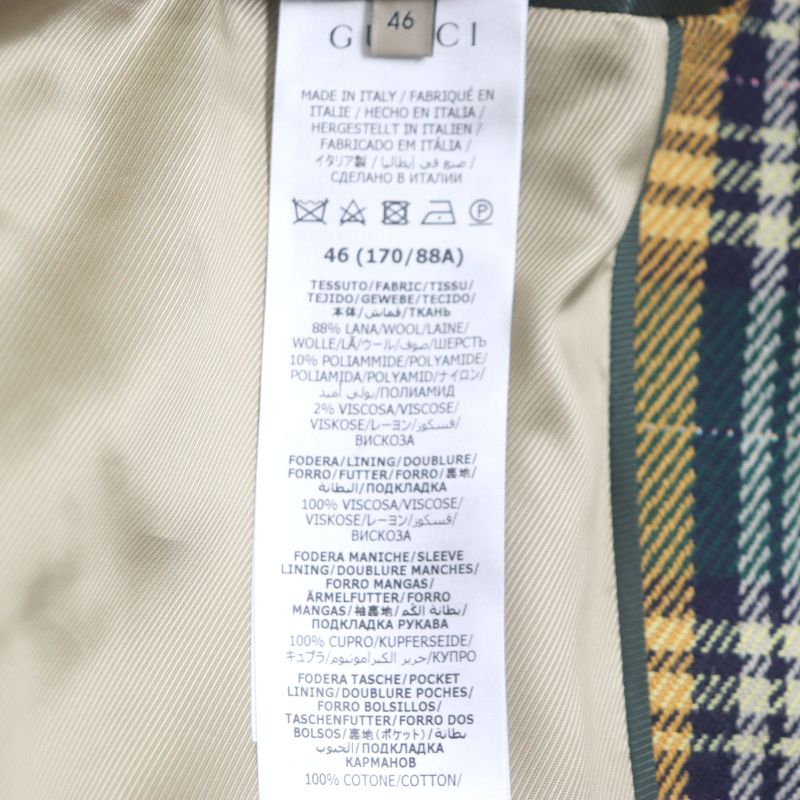 46
GUCCI
MADE IN ITALY / FABRIQUÉ EN
ITALIE / HECHO EN ITALIA /
HERGESTELLT IN ITALIEN /
FABRICADO EM ITÁLIA /
イタリア製 / صنع في إيطاليا /
СДЕЛАНО В ИТАЛИИ
46 (170/88A)
TESSUTO/FABRIC/TISSU/
TEJIDO/GEWEBE/TECIDO/
本体/قماش/ТКАНЬ
88% LANA/WOOL/LAINE/
WOLLE/LÃ/ウール/صوف/ШЕРСТЬ
10% POLIAMMIDE/POLYAMIDE/
POLIAMIDA/POLYAMID/ナイロン/
بولي أميد/ПОЛИАМИД
2% VISCOSA/VISCOSE/
VISKOSE/レーヨン/فسكوز/
ВИСКОЗА
FODERA/LINING/DOUBLURE/
FORRO/FUTTER/FORRO/裏地/
البطانة/ПОДКЛАДКА
100% VISCOSA/VISCOSE/
VISKOSE/レーヨン/فسكوز/
ВИСКОЗА
FODERA MANICHE/SLEEVE
LINING/DOUBLURE MANCHES/
FORRO MANGAS/
ÄRMELFUTTER/FORRO
MANGAS/袖裏地/بطانة الكم/
ПОДКЛАДКА РУКАВА
100% CUPRO/KUPFERSEIDE/
キュプラ/حرير الكبرامونيوم/КУПРО
FODERA TASCHE/POCKET
LINING/DOUBLURE POCHES/
FORRO BOLSILLOS/
TASCHENFUTTER/FORRO DOS
BOLSOS/裏地(ポケット)/بطانة
الجيوب/ПОДКЛАДКА
КАРМАНОВ
100% COTONE/COTTON/